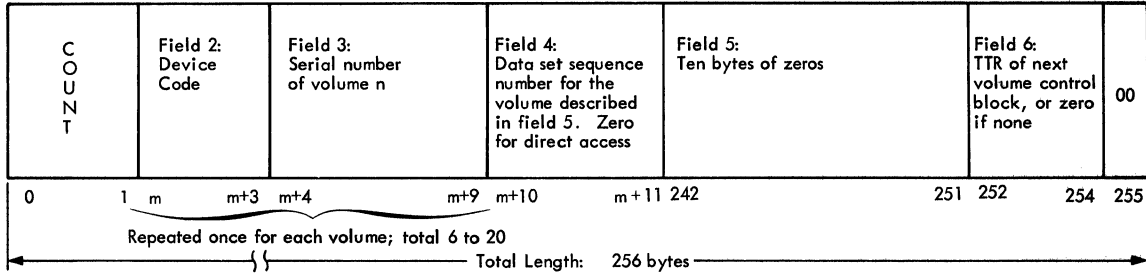 COUNT
Field 2:
Device
Code
Field 3:
Serial number
of volume n
Field 4:
Data set sequence
number for the
volume described
in field 5. Zero
for direct access
Field 5:
Ten bytes of zeros
Field 6:
TTR of next
volume control
block, or zero
if none
00
0 1 m m+3 m+4 m+9 m+10 m+11 242 251 252 254 255
Repeated once for each volume; total 6 to 20
Total Length: 256 bytes